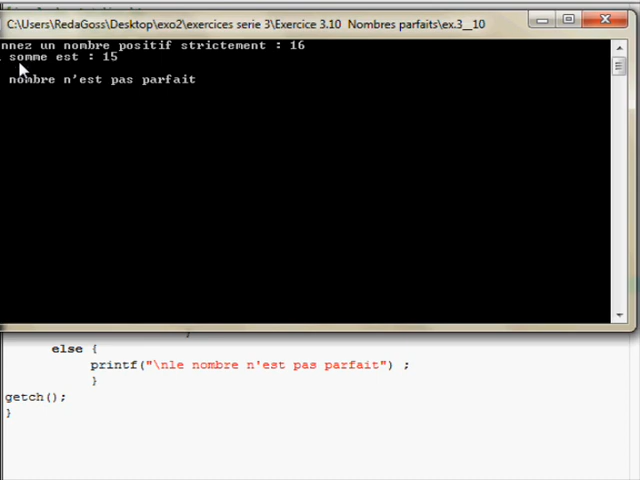 C:\Users\RedaGoss\Desktop\exo2\exercices serie 3\Exercice 3.10 Nombres parfaits\ex.3__10
nnez un nombre positif strictement : 16
somme est : 15
nombre n'est pas parfait
}
else {
printf("\nle nombre n'est pas parfait") ;
}
getch();
}